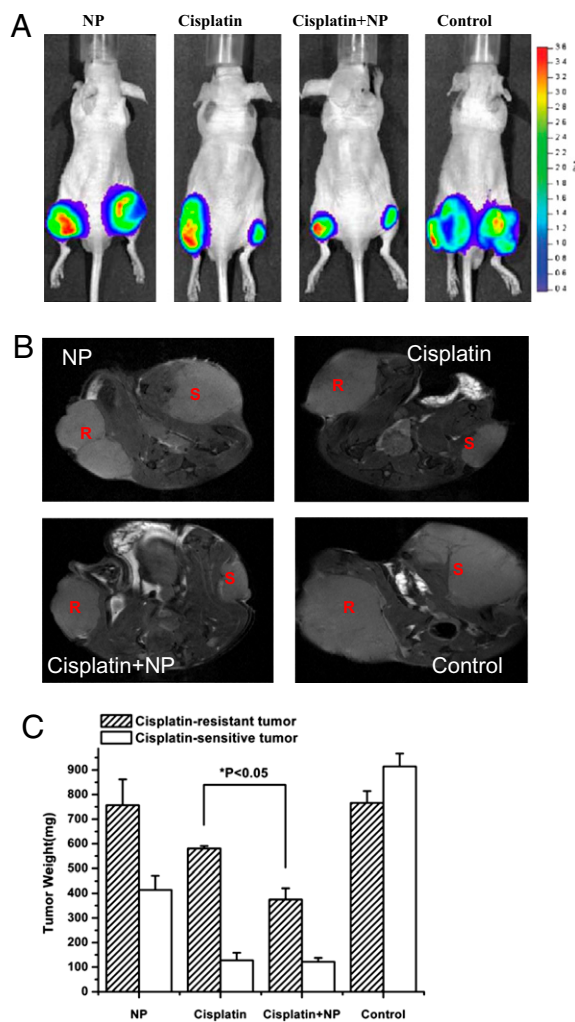 A
NP Cisplatin Cisplatin+NP Control
3.6
3.4
3.2
3.0
2.8
2.6
2.4
2.2
2.0
1.8
1.6
1.4
1.2
1.0
0.8
0.6
0.4
B
NP
S
R
Cisplatin
R
S
R
S
Cisplatin+NP
S
R
Control
C
Cisplatin-resistant tumor
Cisplatin-sensitive tumor
*P<0.05
900
800
700
600
500
400
300
200
100
0
Tumor Weight(mg)
NP Cisplatin Cisplatin+NP Control